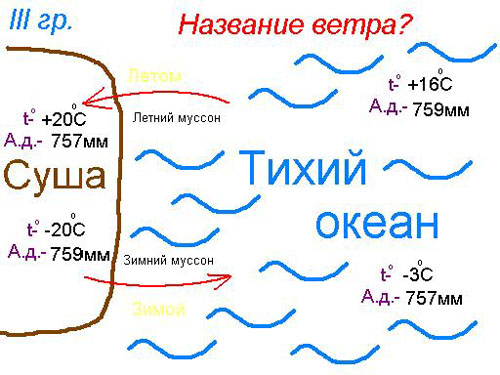 III гр.
Название ветра?
Летом
t-° +20°C
А.д.- 757мм
Летний муссон
t-° +16°C
А.д.- 759мм
Суша
Тихий
океан
t-° -20°C
А.д.- 759мм
Зимний муссон
Зимой
t-° -3°C
А.д.- 757мм